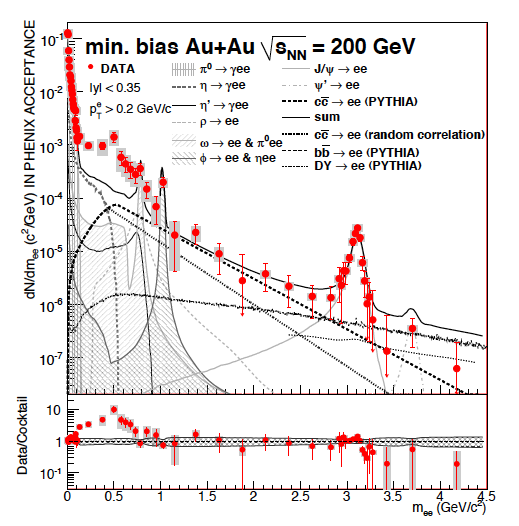 min. bias Au+Au √s_NN = 200 GeV
DATA
|y| < 0.35
p_T^e > 0.2 GeV/c
π⁰ → γee
η → γee
η' → γee
ρ → ee
ω → ee & π⁰ee
ϕ → ee & ηee
J/ψ → ee
ψ' → ee
cc̅ → ee (PYTHIA)
sum
cc̅ → ee (random correlation)
bb̅ → ee (PYTHIA)
DY → ee (PYTHIA)
dN/dm_ee (c²/GeV) IN PHENIX ACCEPTANCE
10⁻¹
10⁻²
10⁻³
10⁻⁴
10⁻⁵
10⁻⁶
10⁻⁷
Data/Cocktail
10
1
10⁻¹
0 0.5 1 1.5 2 2.5 3 3.5 4 4.5
m_ee (GeV/c²)